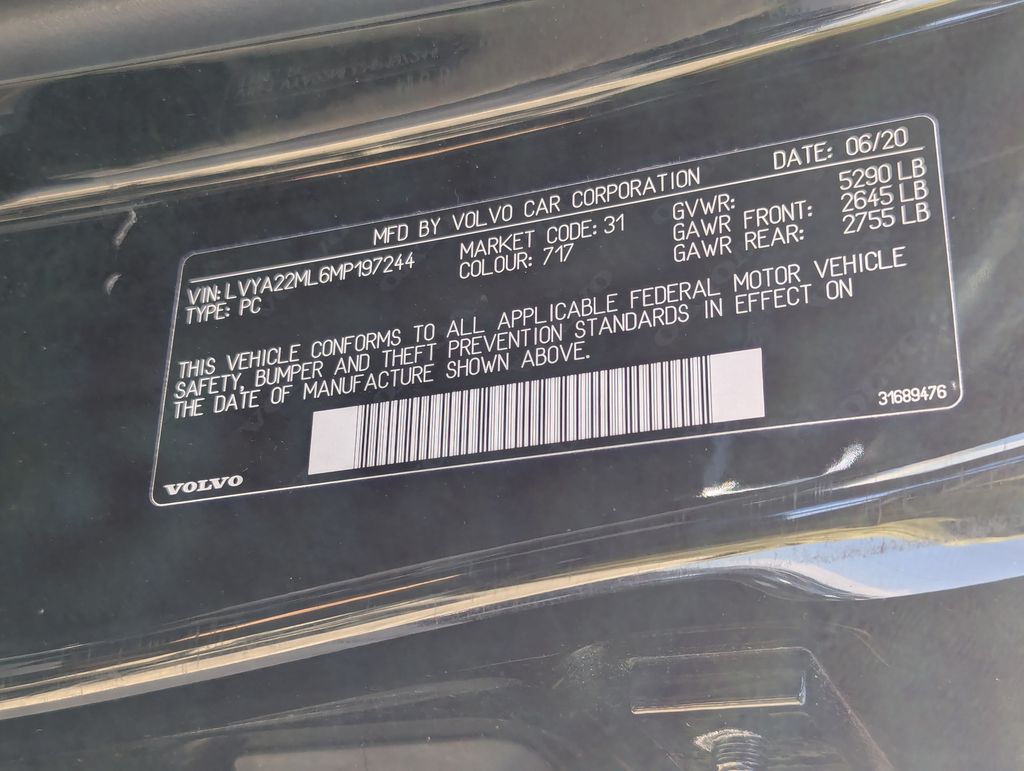 MFD BY VOLVO CAR CORPORATION DATE: 06/20
VIN: LVYA22ML6MP197244 MARKET CODE: 31 GVWR: 5290 LB
TYPE: PC COLOUR: 717 GAWR FRONT: 2645 LB
GAWR REAR: 2755 LB
THIS VEHICLE CONFORMS TO ALL APPLICABLE FEDERAL MOTOR VEHICLE
SAFETY, BUMPER AND THEFT PREVENTION STANDARDS IN EFFECT ON
THE DATE OF MANUFACTURE SHOWN ABOVE.
31689476
VOLVO